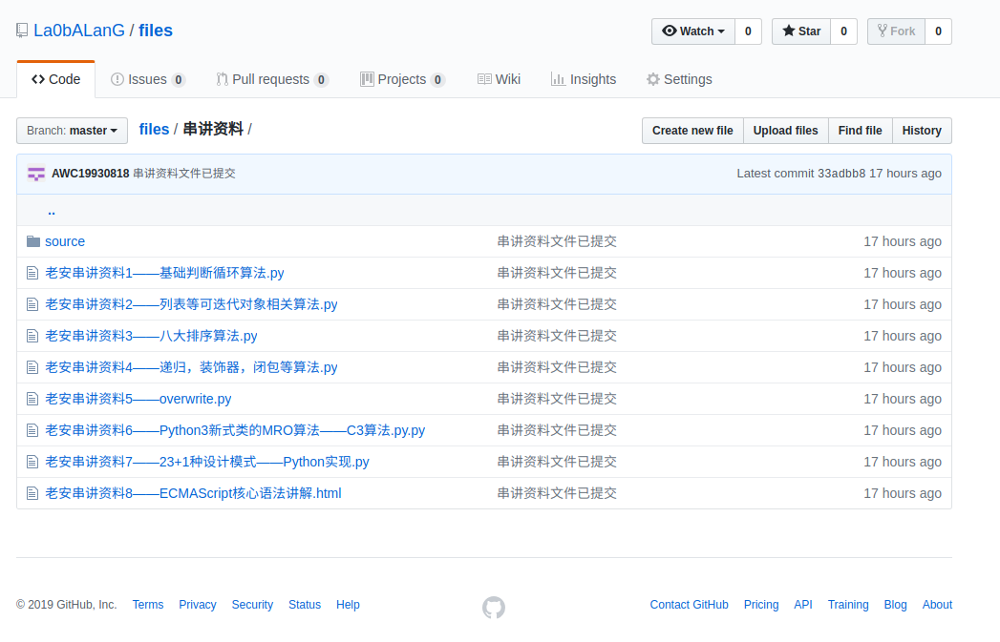 La0bALanG / files
Watch 0 Star 0 Fork 0
Code Issues 0 Pull requests 0 Projects 0 Wiki Insights Settings
Branch: master files / 串讲资料 / Create new file Upload files Find file History
AWC19930818 串讲资料文件已提交 Latest commit 33adbb8 17 hours ago
..
source 串讲资料文件已提交 17 hours ago
老安串讲资料1——基础判断循环算法.py 串讲资料文件已提交 17 hours ago
老安串讲资料2——列表等可迭代对象相关算法.py 串讲资料文件已提交 17 hours ago
老安串讲资料3——八大排序算法.py 串讲资料文件已提交 17 hours ago
老安串讲资料4——递归，装饰器，闭包等算法.py 串讲资料文件已提交 17 hours ago
老安串讲资料5——overwrite.py 串讲资料文件已提交 17 hours ago
老安串讲资料6——Python3新式类的MRO算法——C3算法.py.py 串讲资料文件已提交 17 hours ago
老安串讲资料7——23+1种设计模式——Python实现.py 串讲资料文件已提交 17 hours ago
老安串讲资料8——ECMAScript核心语法讲解.html 串讲资料文件已提交 17 hours ago
© 2019 GitHub, Inc. Terms Privacy Security Status Help Contact GitHub Pricing API Training Blog About